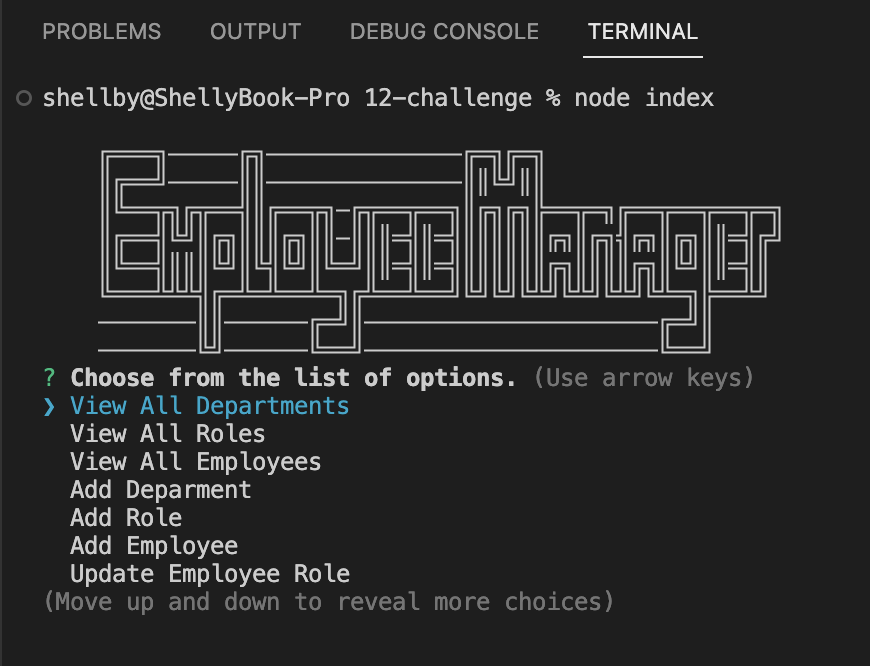 PROBLEMS OUTPUT DEBUG CONSOLE TERMINAL
shellby@ShellyBook-Pro 12-challenge % node index
Employee Manager
? Choose from the list of options. (Use arrow keys)
❯ View All Departments
View All Roles
View All Employees
Add Deparment
Add Role
Add Employee
Update Employee Role
(Move up and down to reveal more choices)